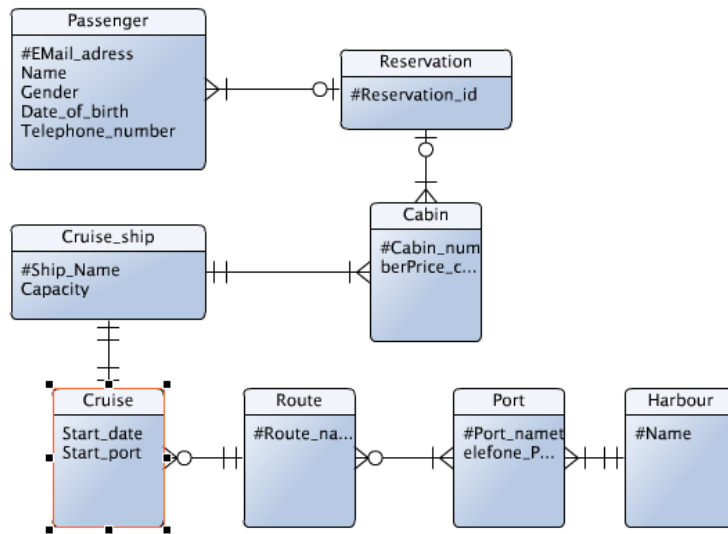 Passenger
#EMail_adress
Name
Gender
Date_of_birth
Telephone_number
Reservation
#Reservation_id
Cabin
#Cabin_num
berPrice_c...
Cruise_ship
#Ship_Name
Capacity
Cruise
Start_date
Start_port
Route
#Route_na...
Port
#Port_namet
elefone_P...
Harbour
#Name